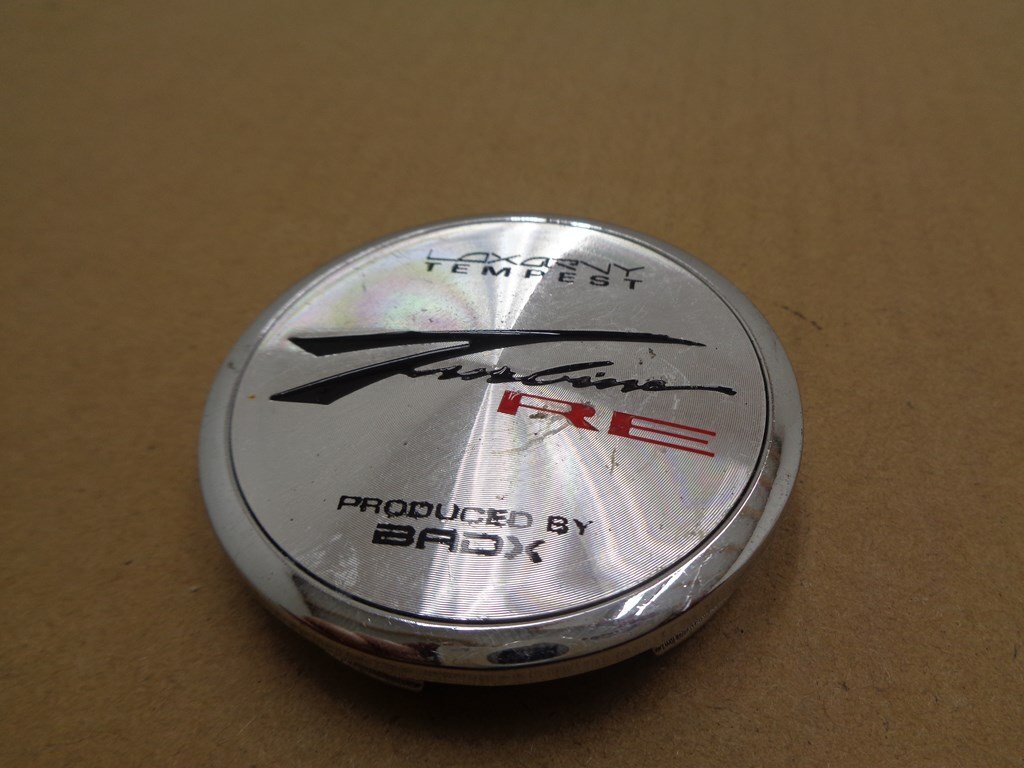 LOXARNY
TEMPEST
Turbine
RE
PRODUCED BY
BADX